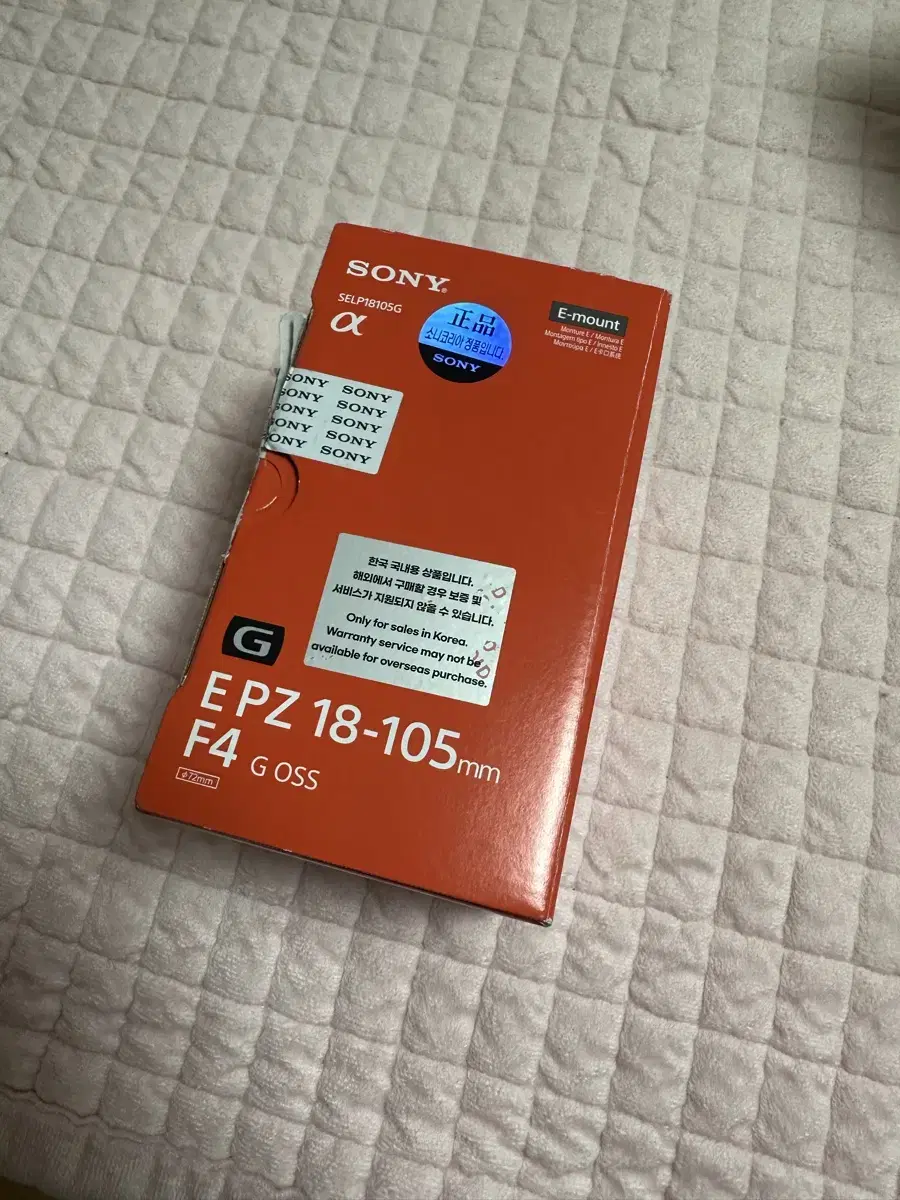 SONY
SELP18105G
α
正品
소니코리아 정품입니다.
SONY
E-mount
Monture E / Montura E
Montagem tipo E / Innesto E
Монтировка E / E卡口系统
SONY SONY
SONY SONY
SONY SONY
SONY SONY
SONY SONY
한국 국내용 상품입니다.
해외에서 구매할 경우 보증 및
서비스가 지원되지 않을 수 있습니다.
Only for sales in Korea.
Warranty service may not be
available for overseas purchase.
G
E PZ 18-105mm
F4 G OSS
φ72mm